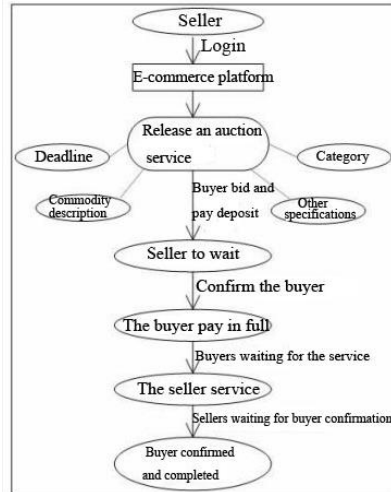 Seller
Login
E-commerce platform
Release an auction
service
Deadline
Category
Commodity
description
Buyer bid and
pay deposit
Other
specifications
Seller to wait
Confirm the buyer
The buyer pay in full
Buyers waiting for the service
The seller service
Sellers waiting for buyer confirmation
Buyer confirmed
and completed